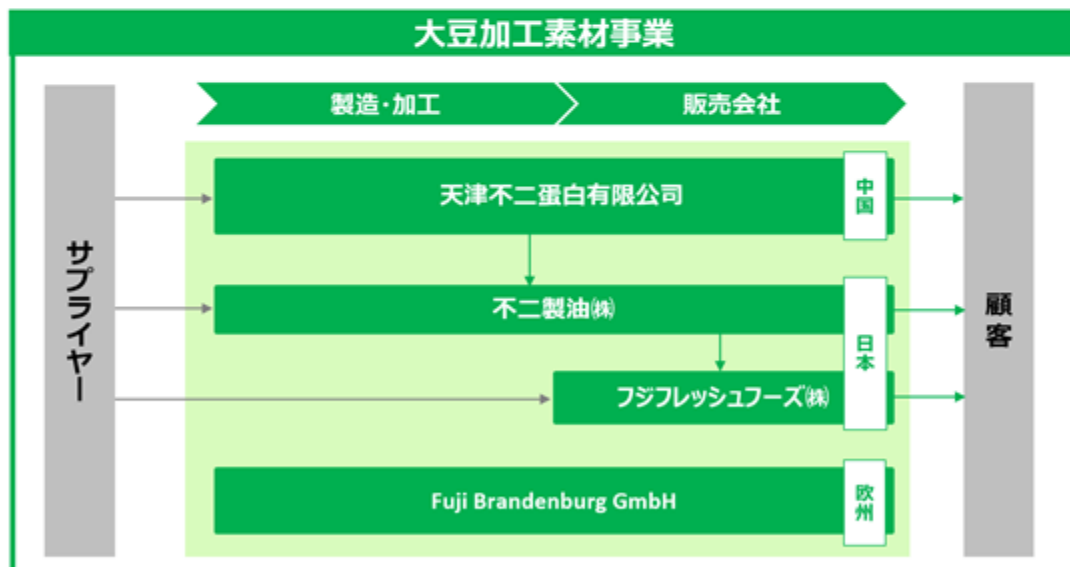 大豆加工素材事業
製造・加工
販売会社
サプライヤー
天津不二蛋白有限公司
中国
不二製油㈱
日本
フジフレッシュフーズ㈱
Fuji Brandenburg GmbH
欧州
顧客